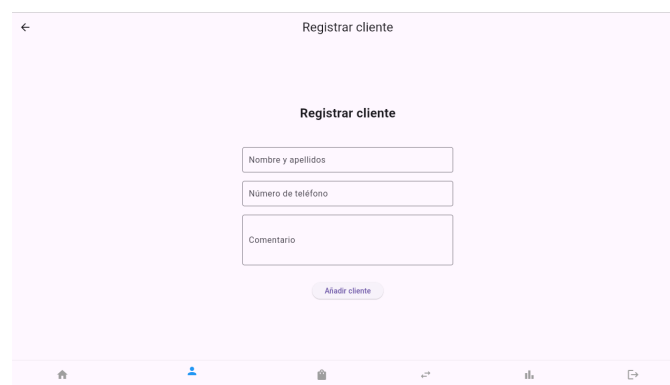 Registrar cliente
Registrar cliente
Nombre y apellidos
Número de teléfono
Comentario
Añadir cliente